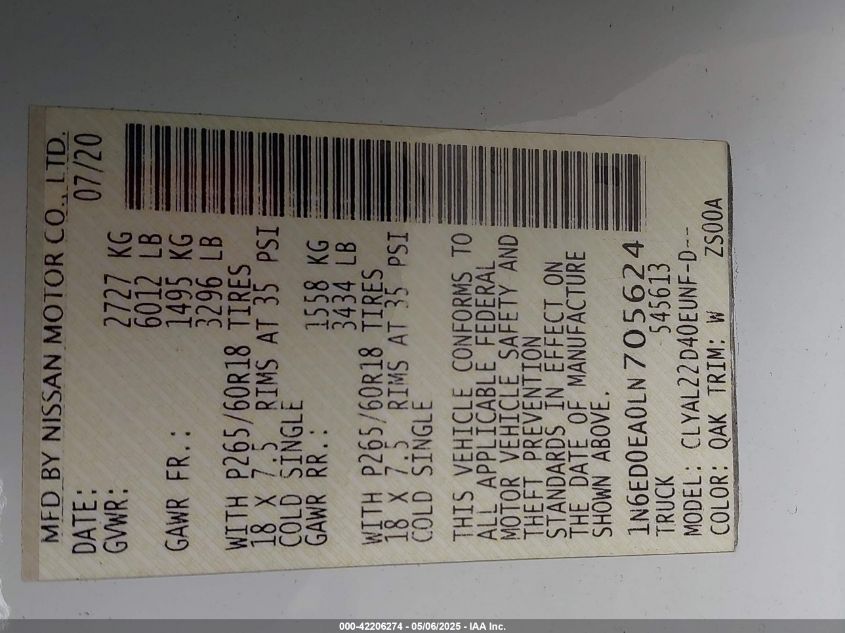 MFD BY NISSAN MOTOR CO., LTD.
DATE: 07/20
GVWR: 2727 KG
6012 LB
GAWR FR.: 1495 KG
3296 LB
WITH P265/60R18 TIRES
18 X 7.5 RIMS AT 35 PSI
COLD SINGLE
GAWR RR.: 1558 KG
3434 LB
WITH P265/60R18 TIRES
18 X 7.5 RIMS AT 35 PSI
COLD SINGLE
THIS VEHICLE CONFORMS TO
ALL APPLICABLE FEDERAL
MOTOR VEHICLE SAFETY AND
THEFT PREVENTION
STANDARDS IN EFFECT ON
THE DATE OF MANUFACTURE
SHOWN ABOVE.
1N6ED0EA0LN705624
TRUCK 545613
MODEL: CLYAL22D40EUNF-D--
COLOR: QAK TRIM: W ZS00A
000-42206274 - 05/06/2025 - IAA Inc.